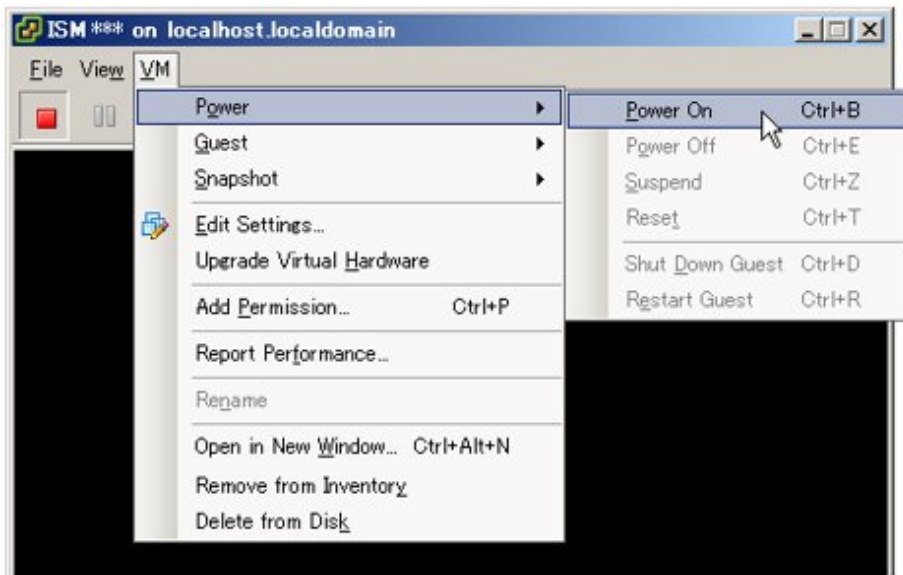 ISM *** on localhost.localdomain
File View VM
Power
Guest
Snapshot
Edit Settings...
Upgrade Virtual Hardware
Add Permission... Ctrl+P
Report Performance...
Rename
Open in New Window... Ctrl+Alt+N
Remove from Inventory
Delete from Disk
Power On Ctrl+B
Power Off Ctrl+E
Suspend Ctrl+Z
Reset Ctrl+T
Shut Down Guest Ctrl+D
Restart Guest Ctrl+R